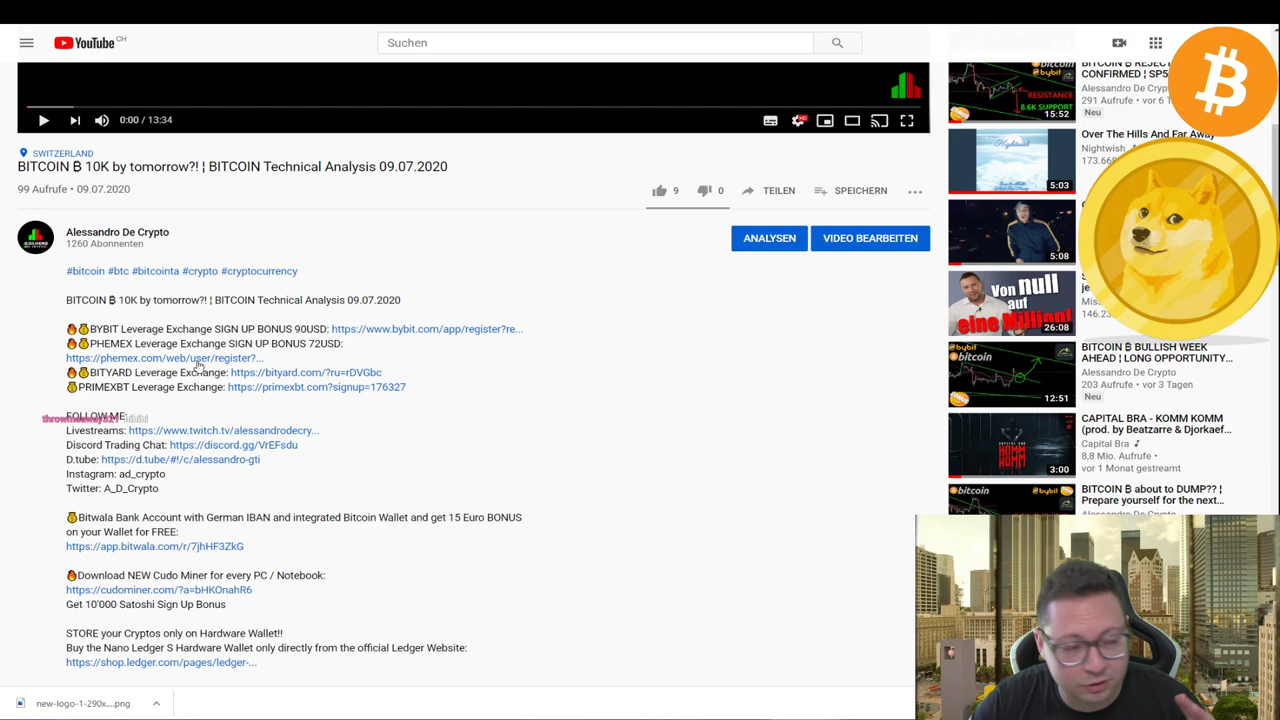 YouTube CH
Suchen
0:00 / 13:34
SWITZERLAND
BITCOIN ₿ 10K by tomorrow?! ¦ BITCOIN Technical Analysis 09.07.2020
99 Aufrufe • 09.07.2020
9
0
TEILEN
SPEICHERN
Alessandro De Crypto
1260 Abonnenten
ANALYSEN
VIDEO BEARBEITEN
#bitcoin #btc #bitcointa #crypto #cryptocurrency
BITCOIN ₿ 10K by tomorrow?! ¦ BITCOIN Technical Analysis 09.07.2020
🔥💰BYBIT Leverage Exchange SIGN UP BONUS 90USD: https://www.bybit.com/app/register?re...
🔥💰PHEMEX Leverage Exchange SIGN UP BONUS 72USD:
https://phemex.com/web/user/register?...
🔥💰BITYARD Leverage Exchange: https://bityard.com/?ru=rDVGbc
💰PRIMEXBT Leverage Exchange: https://primexbt.com?signup=176327
FOLLOW ME:
Livestreams: https://www.twitch.tv/alessandrodecry...
Discord Trading Chat: https://discord.gg/VrEFsdu
D.tube: https://d.tube/#!/c/alessandro-gti
Instagram: ad_crypto
Twitter: A_D_Crypto
💰Bitwala Bank Account with German IBAN and integrated Bitcoin Wallet and get 15 Euro BONUS
on your Wallet for FREE:
https://app.bitwala.com/r/7jhHF3ZkG
🔥Download NEW Cudo Miner for every PC / Notebook:
https://cudominer.com/?a=bHKOnahR6
Get 10'000 Satoshi Sign Up Bonus
STORE your Cryptos only on Hardware Wallet!!
Buy the Nano Ledger S Hardware Wallet only directly from the official Ledger Website:
https://shop.ledger.com/pages/ledger-...
new-logo-1-290x....png
bitcoin
bybit
RESISTANCE
8.6K SUPPORT
15:52
BITCOIN ₿
CONFIRMED ¦
Alessandro De
291 Aufrufe • vor 6
Neu
5:03
Over The Hills And Far Away
Nightwish
5:08
Von null
auf
eine Million!
26:08
bitcoin
bybit
12:51
BITCOIN ₿ BULLISH WEEK
AHEAD | LONG OPPORTUNITY...
Alessandro De Crypto
203 Aufrufe • vor 3 Tagen
Neu
KOMM
KOMM
3:00
CAPITAL BRA - KOMM KOMM
(prod. by Beatzarre & Djorkaef...
Capital Bra
8,8 Mio. Aufrufe •
vor 1 Monat gestreamt
bitcoin
bybit
BITCOIN ₿ about to DUMP?? ¦
Prepare yourself for the next...